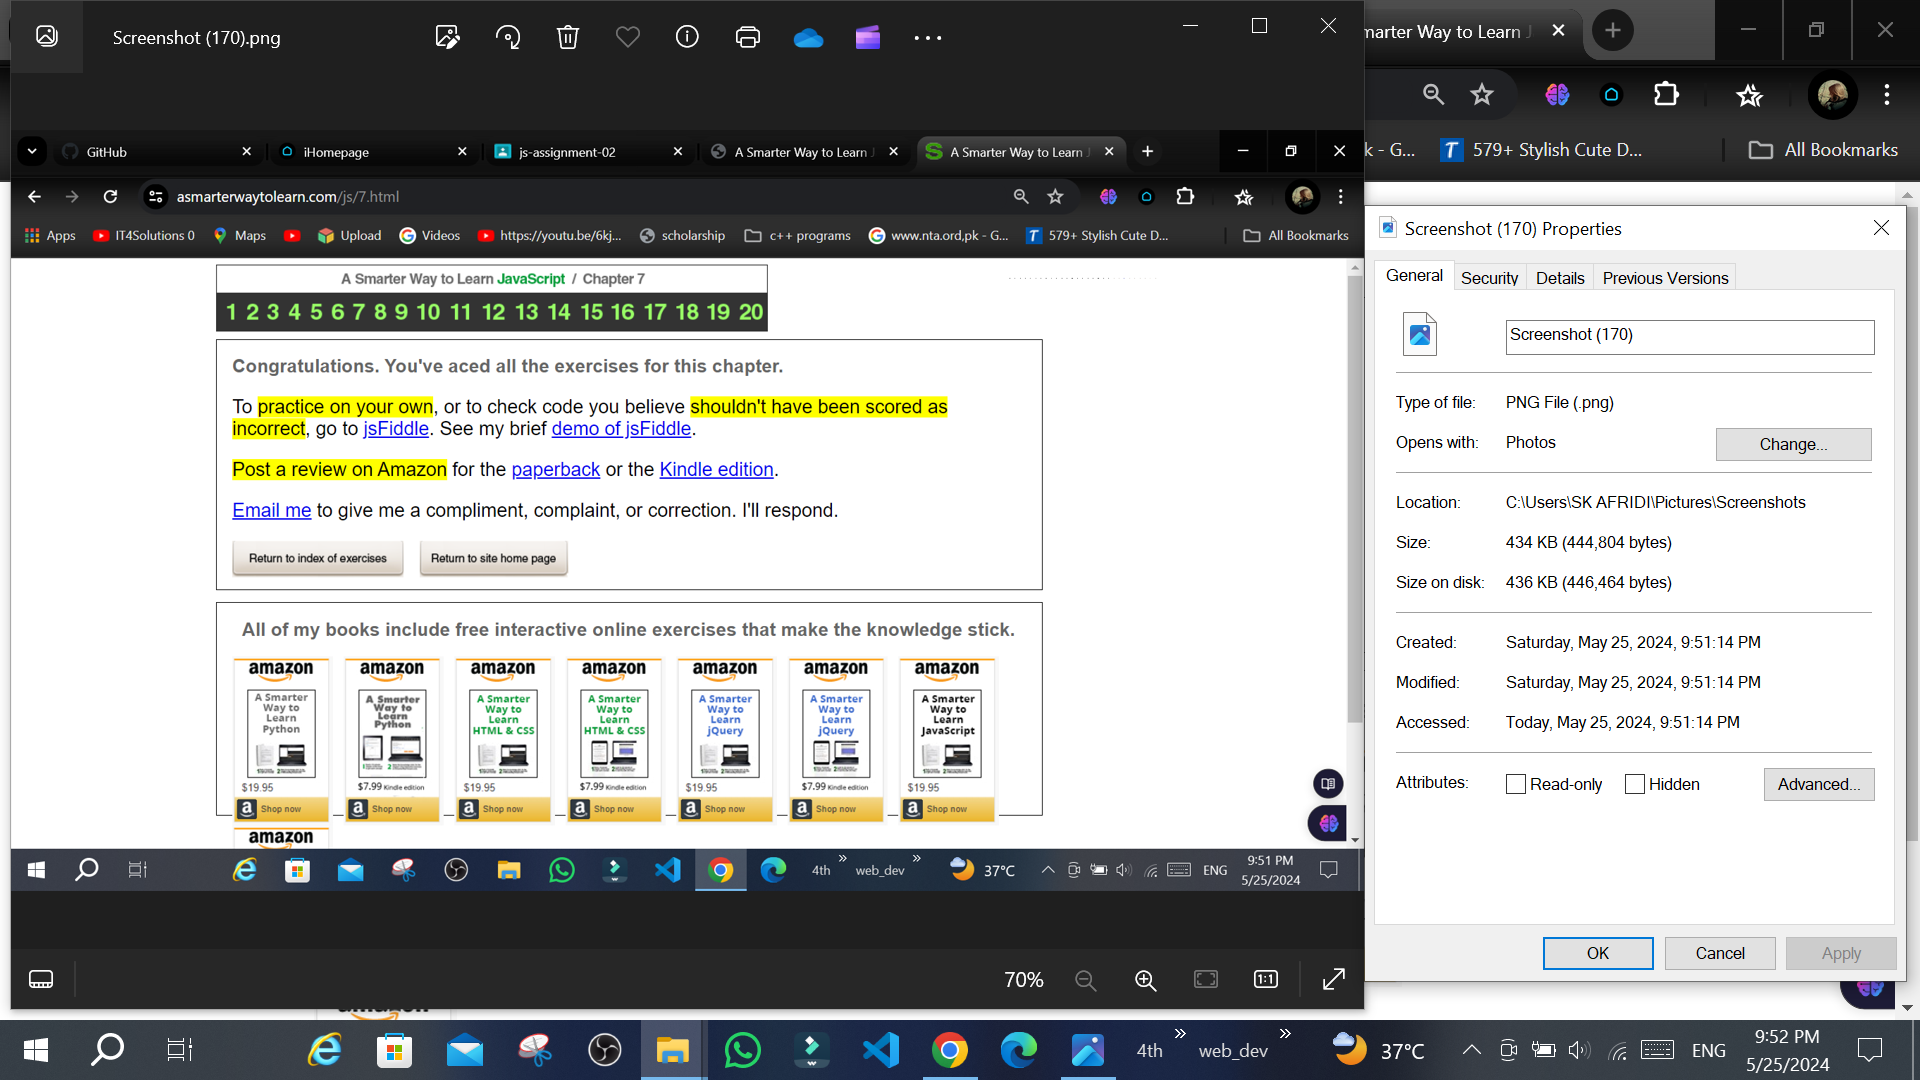 Screenshot (170).png
GitHub
iHomepage
js-assignment-02
A Smarter Way to Learn J
A Smarter Way to Learn
asmarterwaytolearn.com/js/7.html
Apps
IT4Solutions 0
Maps
Upload
Videos
https://youtu.be/6kj...
scholarship
c++ programs
www.nta.ord,pk - G...
579+ Stylish Cute D...
All Bookmarks
A Smarter Way to Learn JavaScript / Chapter 7
1 2 3 4 5 6 7 8 9 10 11 12 13 14 15 16 17 18 19 20
Congratulations. You've aced all the exercises for this chapter.
To practice on your own, or to check code you believe shouldn't have been scored as
incorrect, go to jsFiddle. See my brief demo of jsFiddle.
Post a review on Amazon for the paperback or the Kindle edition.
Email me to give me a compliment, complaint, or correction. I'll respond.
Return to index of exercises
Return to site home page
All of my books include free interactive online exercises that make the knowledge stick.
amazon
A Smarter
Way to
Learn
Python
$19.95
Shop now
amazon
A Smarter
Way to
Learn
Python
$7.99 Kindle edition
Shop now
amazon
A Smarter
Way to
Learn
HTML & CSS
$19.95
Shop now
amazon
A Smarter
Way to
Learn
HTML & CSS
$7.99 Kindle edition
Shop now
amazon
A Smarter
Way to
Learn
jQuery
$19.95
Shop now
amazon
A Smarter
Way to
Learn
jQuery
$7.99 Kindle edition
Shop now
amazon
A Smarter
Way to
Learn
JavaScript
$19.95
Shop now
amazon
4th
web_dev
37°C
ENG
9:51 PM
5/25/2024
70%
1:1
marter Way to Learn J
k - G...
579+ Stylish Cute D...
All Bookmarks
Screenshot (170) Properties
General
Security
Details
Previous Versions
Screenshot (170)
Type of file: PNG File (.png)
Opens with: Photos
Change...
Location: C:\Users\SK AFRIDI\Pictures\Screenshots
Size: 434 KB (444,804 bytes)
Size on disk: 436 KB (446,464 bytes)
Created: Saturday, May 25, 2024, 9:51:14 PM
Modified: Saturday, May 25, 2024, 9:51:14 PM
Accessed: Today, May 25, 2024, 9:51:14 PM
Attributes: Read-only Hidden
Advanced...
OK
Cancel
Apply
4th
web_dev
37°C
ENG
9:52 PM
5/25/2024